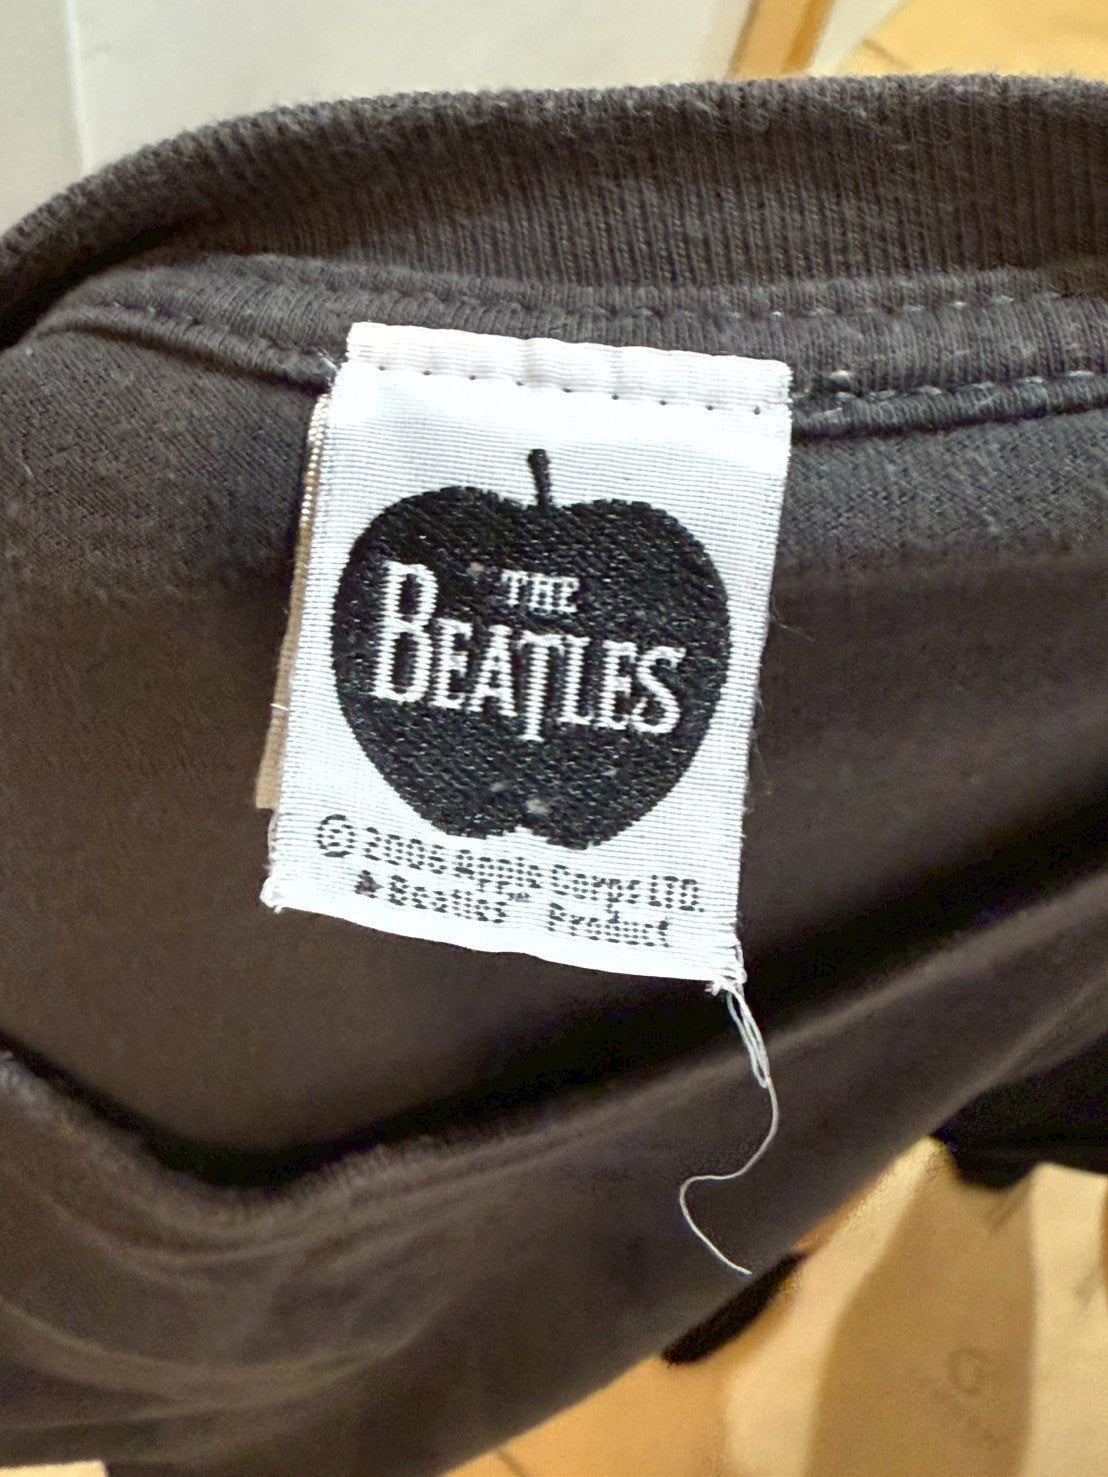 THE
BEATLES
© 2006 Apple Corps LTD.
A Beatles™ Product